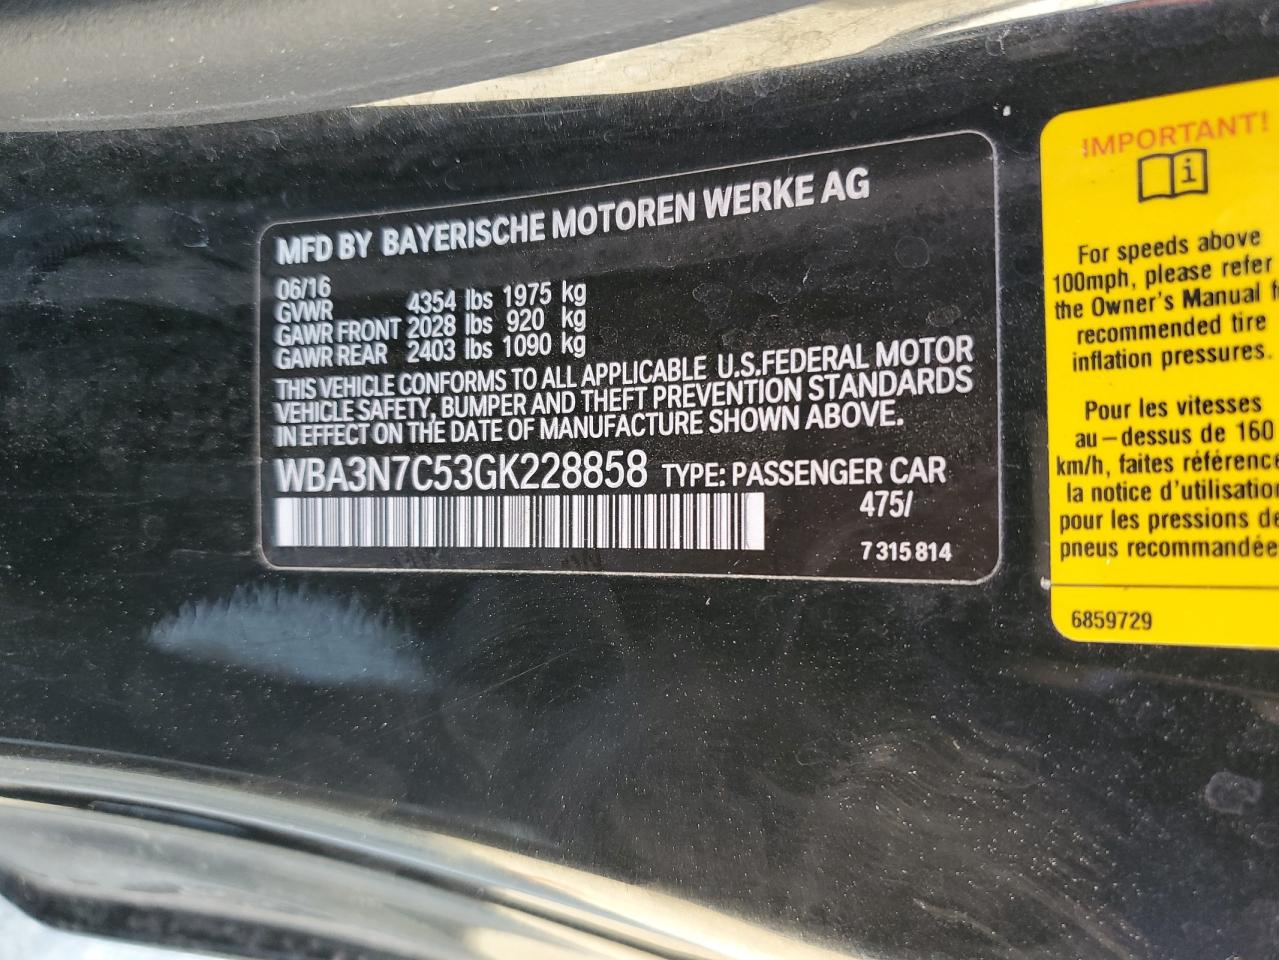 MFD BY BAYERISCHE MOTOREN WERKE AG
06/16
GVWR 4354 lbs 1975 kg
GAWR FRONT 2028 lbs 920 kg
GAWR REAR 2403 lbs 1090 kg
THIS VEHICLE CONFORMS TO ALL APPLICABLE U.S.FEDERAL MOTOR
VEHICLE SAFETY, BUMPER AND THEFT PREVENTION STANDARDS
IN EFFECT ON THE DATE OF MANUFACTURE SHOWN ABOVE.
WBA3N7C53GK228858 TYPE: PASSENGER CAR
475/
7 315 814
IMPORTANT!
i
For speeds above
100mph, please refer
the Owner's Manual
recommended tire
inflation pressures.
Pour les vitesses
au-dessus de 160
km/h, faites référence
la notice d'utilisation
pour les pressions de
pneus recommandée
6859729